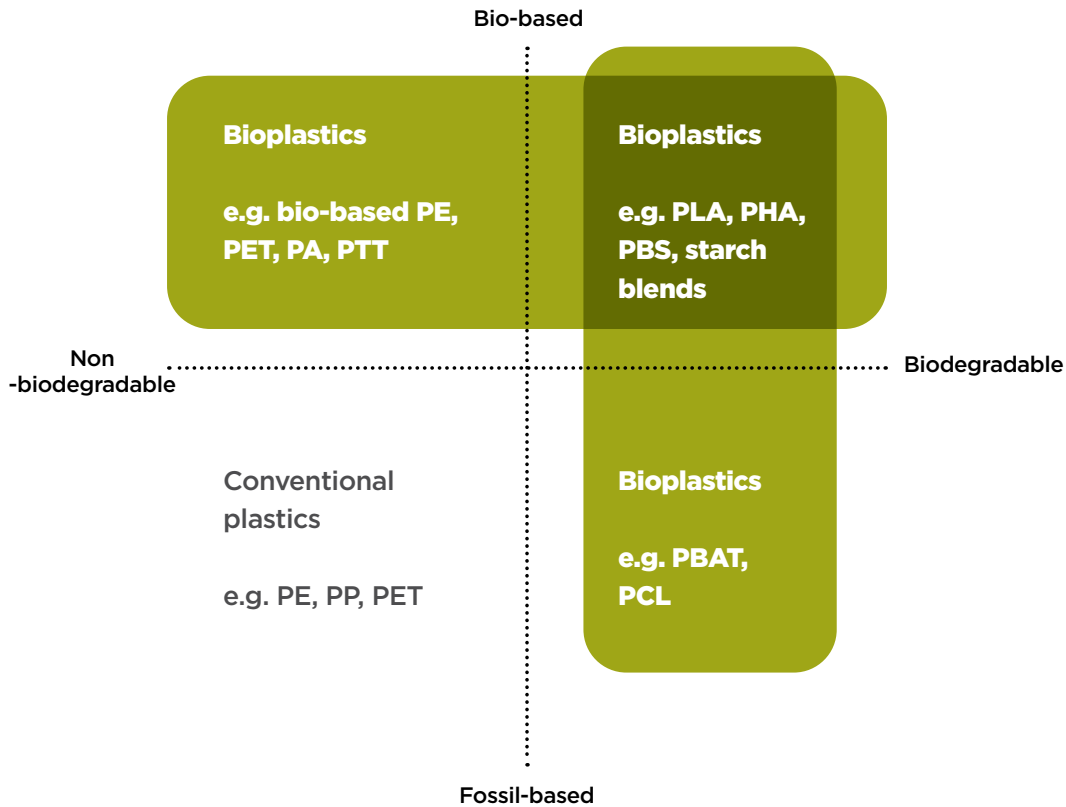 Bio-based
Bioplastics
e.g. bio-based PE,
PET, PA, PTT
Bioplastics
e.g. PLA, PHA,
PBS, starch
blends
Non
-biodegradable
Biodegradable
Conventional
plastics
e.g. PE, PP, PET
Bioplastics
e.g. PBAT,
PCL
Fossil-based